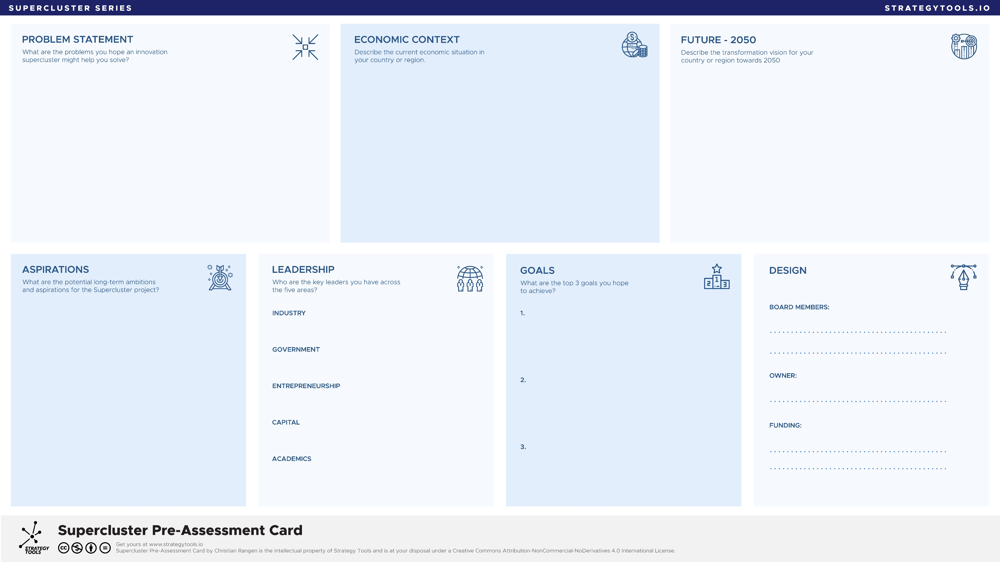 SUPERCLUSTER SERIES
STRATEGYTOOLS.IO
PROBLEM STATEMENT
What are the problems you hope an innovation
supercluster might help you solve?
ECONOMIC CONTEXT
Describe the current economic situation in
your country or region.
FUTURE - 2050
Describe the transformation vision for your
country or region towards 2050
ASPIRATIONS
What are the potential long-term ambitions
and aspirations for the Supercluster project?
LEADERSHIP
Who are the key leaders you have across
the five areas?
INDUSTRY
GOVERNMENT
ENTREPRENEURSHIP
CAPITAL
ACADEMICS
GOALS
What are the top 3 goals you hope
to achieve?
1.
2.
3.
DESIGN
BOARD MEMBERS:
OWNER:
FUNDING:
STRATEGY
TOOLS
Supercluster Pre-Assessment Card
Get yours at www.strategytools.io
Supercluster Pre-Assessment Card by Christian Rangen is the intellectual property of Strategy Tools and is at your disposal under a Creative Commons Attribution-NonCommercial-NoDerivatives 4.0 International License.